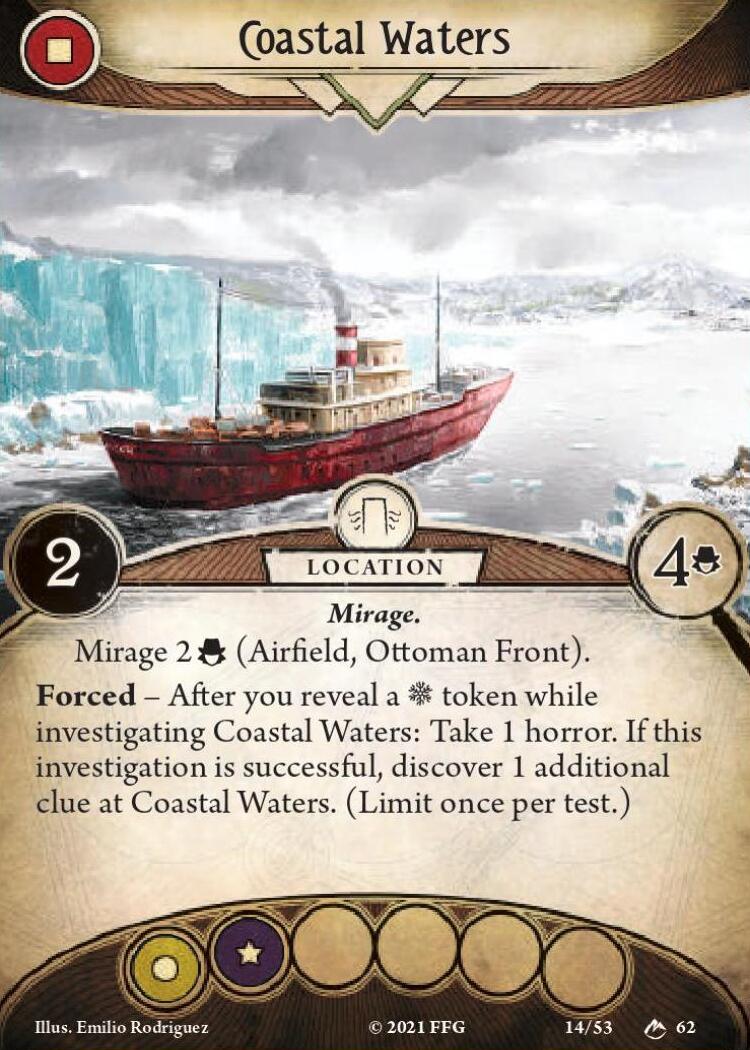 Coastal Waters
2
4
LOCATION
Mirage.
Mirage 2 (Airfield, Ottoman Front).
Forced – After you reveal a token while
investigating Coastal Waters: Take 1 horror. If this
investigation is successful, discover 1 additional
clue at Coastal Waters. (Limit once per test.)
Illus. Emilio Rodriguez © 2021 FFG 14/53 62